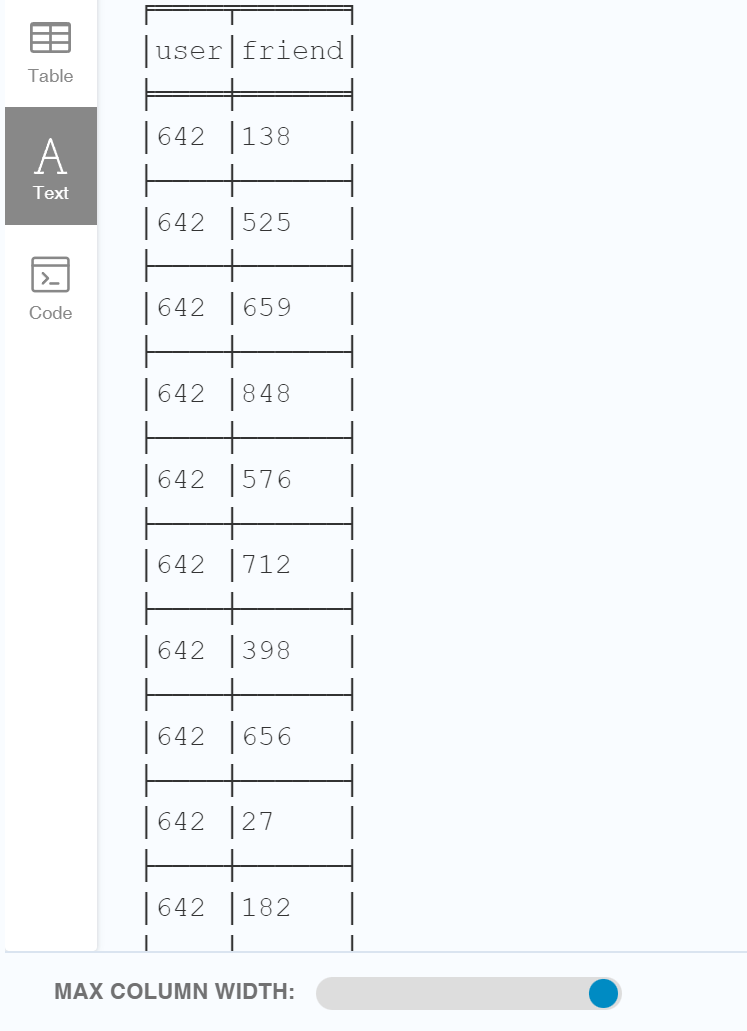 Table
Text
Code
user friend
642 138
642 525
642 659
642 848
642 576
642 712
642 398
642 656
642 27
642 182
MAX COLUMN WIDTH: